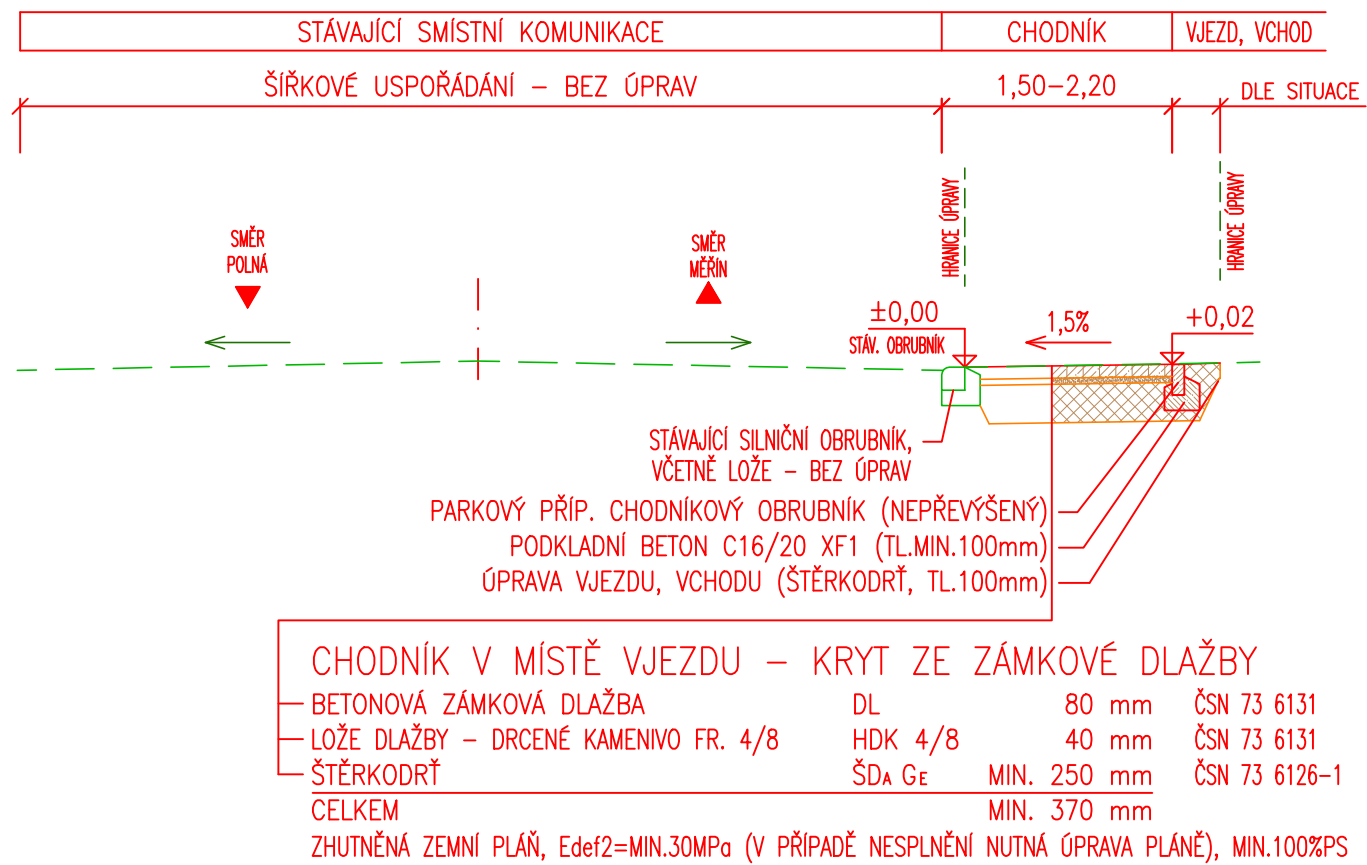 STÁVAJÍCÍ SMÍSTNÍ KOMUNIKACE CHODNÍK VJEZD, VCHOD
ŠÍŘKOVÉ USPOŘÁDÁNÍ – BEZ ÚPRAV 1,50–2,20 DLE SITUACE
HRANICE ÚPRAVY
HRANICE ÚPRAVY
SMĚR
POLNÁ
SMĚR
MĚŘÍN
±0,00
STÁV. OBRUBNÍK
1,5%
+0,02
STÁVAJÍCÍ SILNIČNÍ OBRUBNÍK,
VČETNĚ LOŽE – BEZ ÚPRAV
PARKOVÝ PŘÍP. CHODNÍKOVÝ OBRUBNÍK (NEPŘEVÝŠENÝ)
PODKLADNÍ BETON C16/20 XF1 (TL.MIN.100mm)
ÚPRAVA VJEZDU, VCHODU (ŠTĚRKODRŤ, TL.100mm)
CHODNÍK V MÍSTĚ VJEZDU – KRYT ZE ZÁMKOVÉ DLAŽBY
BETONOVÁ ZÁMKOVÁ DLAŽBA DL 80 mm ČSN 73 6131
LOŽE DLAŽBY – DRCENÉ KAMENIVO FR. 4/8 HDK 4/8 40 mm ČSN 73 6131
ŠTĚRKODRŤ ŠDA GE MIN. 250 mm ČSN 73 6126–1
CELKEM MIN. 370 mm
ZHUTNĚNÁ ZEMNÍ PLÁŇ, Edef2=MIN.30MPa (V PŘÍPADĚ NESPLNĚNÍ NUTNÁ ÚPRAVA PLÁNĚ), MIN.100%PS